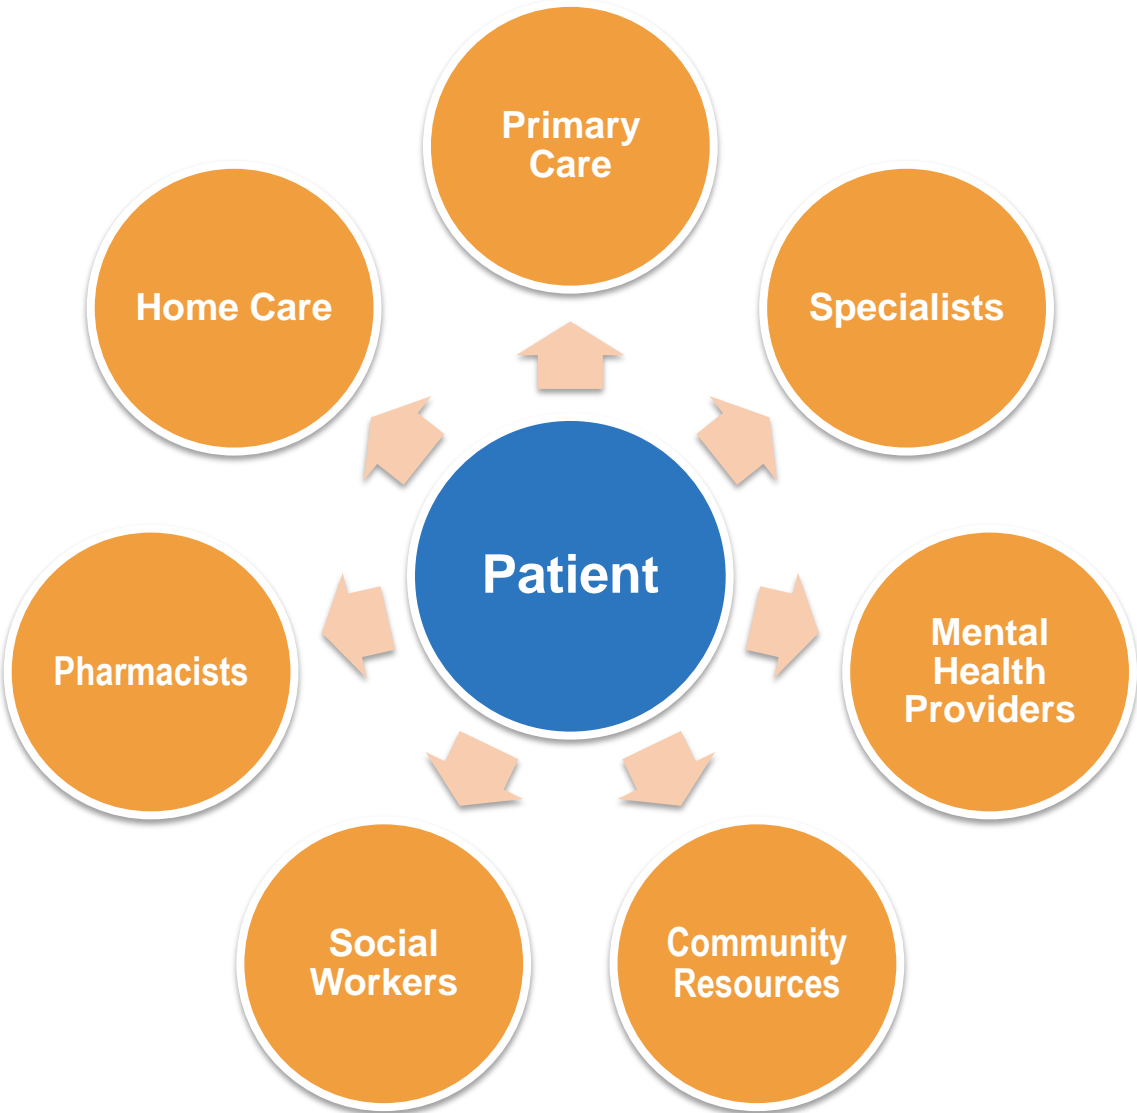 Primary
Care
Specialists
Mental
Health
Providers
Community
Resources
Social
Workers
Pharmacists
Home Care
Patient